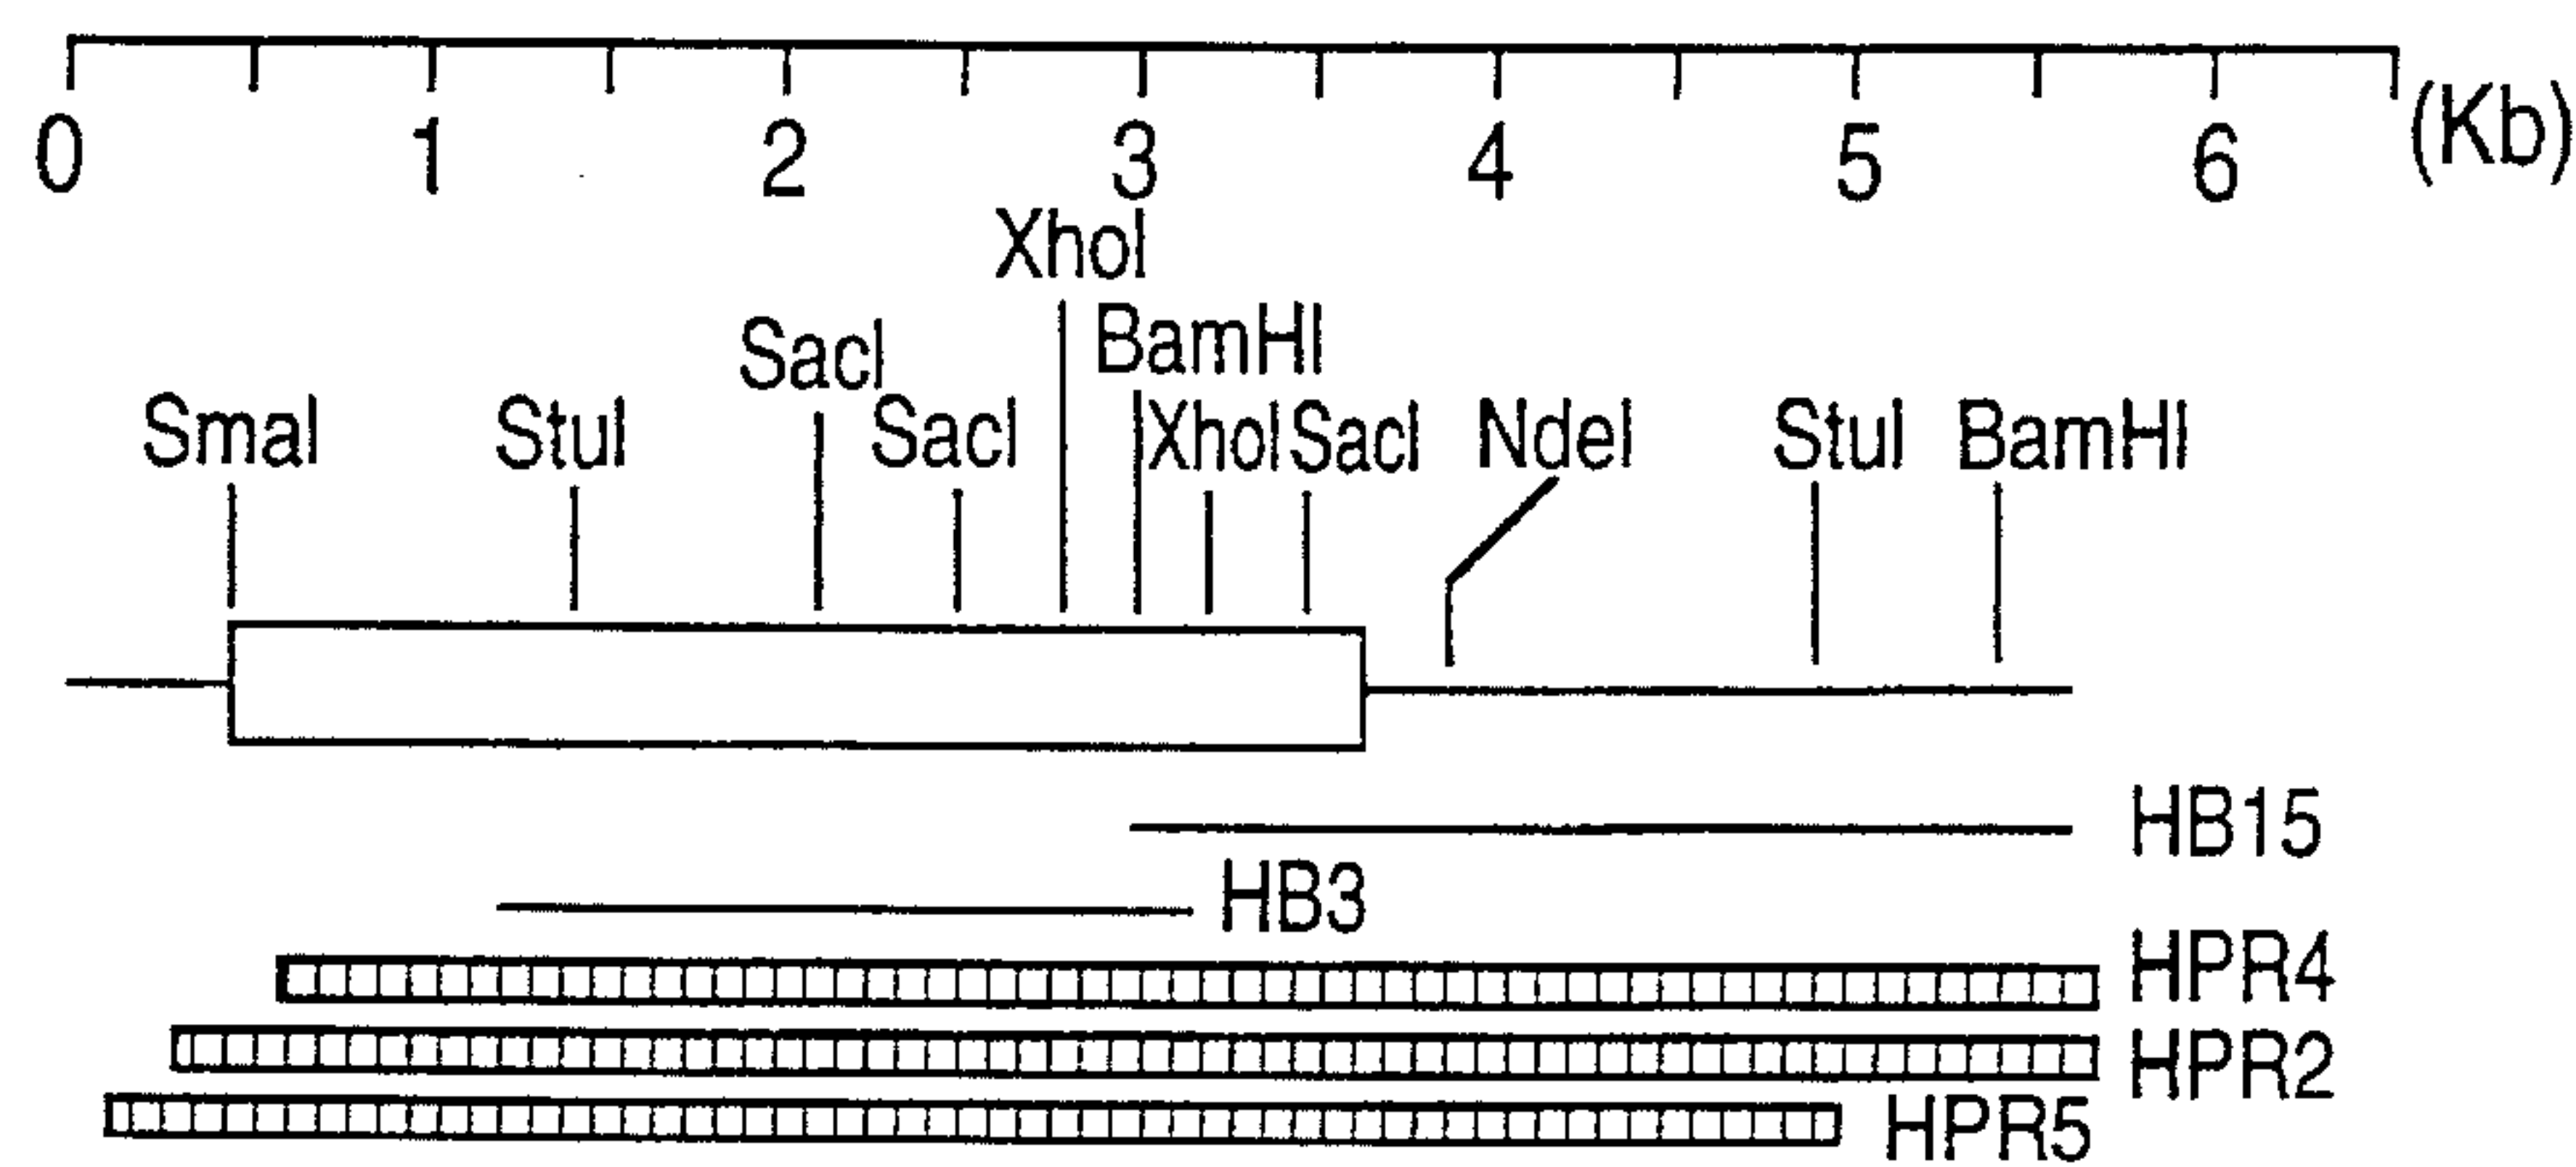 0 1 2 3 4 5 6 (Kb)
XhoI
SacI BamHI
SmaI StuI SacI XhoI SacI NdeI StuI BamHI
HB15
HB3
HPR4
HPR2
HPR5